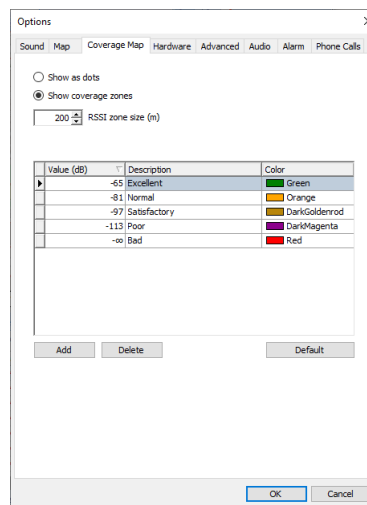 Options
Sound Map Coverage Map Hardware Advanced Audio Alarm Phone Calls
Show as dots
Show coverage zones
200 RSSI zone size (m)
Value (dB) Description Color
-65 Excellent Green
-81 Normal Orange
-97 Satisfactory DarkGoldenrod
-113 Poor DarkMagenta
-∞ Bad Red
Add Delete Default
OK Cancel